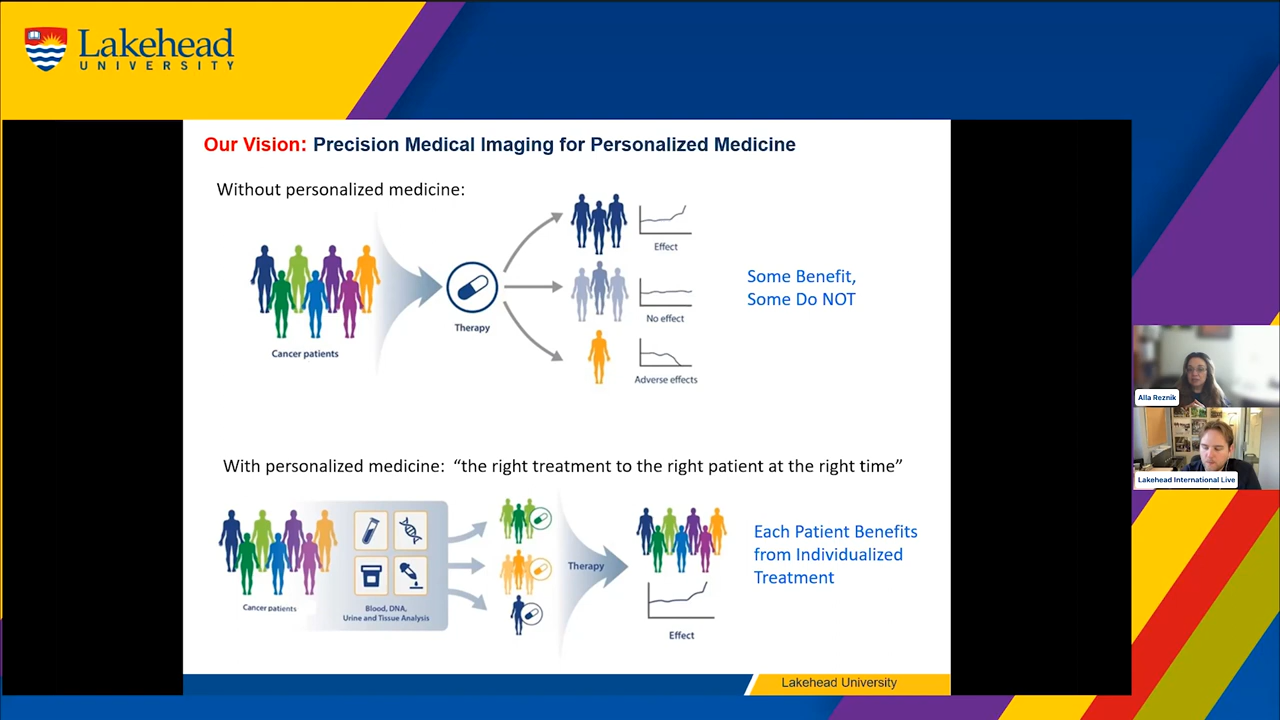 Lakehead
UNIVERSITY
Our Vision: Precision Medical Imaging for Personalized Medicine
Without personalized medicine:
Cancer patients
Therapy
Effect
No effect
Adverse effects
Some Benefit,
Some Do NOT
With personalized medicine: “the right treatment to the right patient at the right time”
Cancer patients
Blood, DNA,
Urine and Tissue Analysis
Therapy
Effect
Each Patient Benefits
from Individualized
Treatment
Lakehead University
Alla Reznik
Lakehead International Live